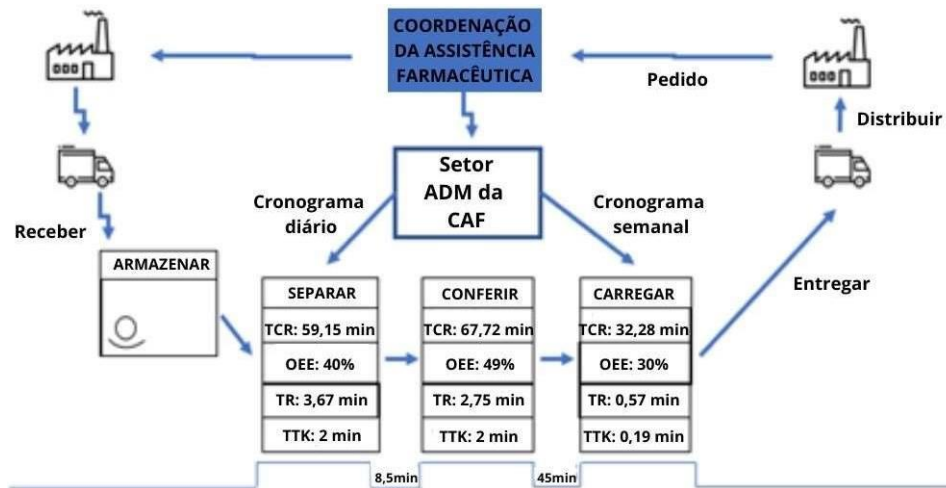 COORDENAÇÃO
DA ASSISTÊNCIA
FARMACÊUTICA
Pedido
Distribuir
Setor
ADM da
CAF
Cronograma
diário
Cronograma
semanal
Receber
ARMAZENAR
Entregar
SEPARAR
TCR: 59,15 min
OEE: 40%
TR: 3,67 min
TTK: 2 min
CONFERIR
TCR: 67,72 min
OEE: 49%
TR: 2,75 min
TTK: 2 min
CARREGAR
TCR: 32,28 min
OEE: 30%
TR: 0,57 min
TTK: 0,19 min
8,5min
45min